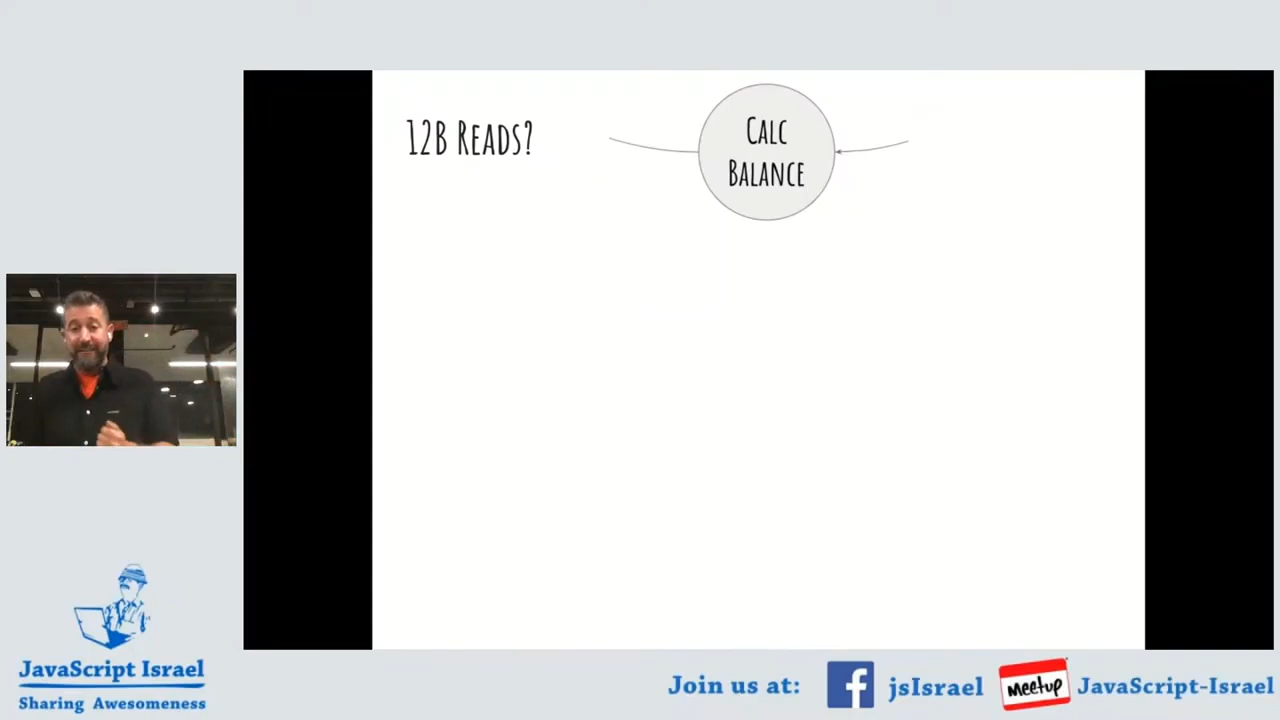 12B Reads?
Calc
Balance
JavaScript Israel
Sharing Awesomeness
Join us at:
jsIsrael
Meetup
JavaScript-Israel